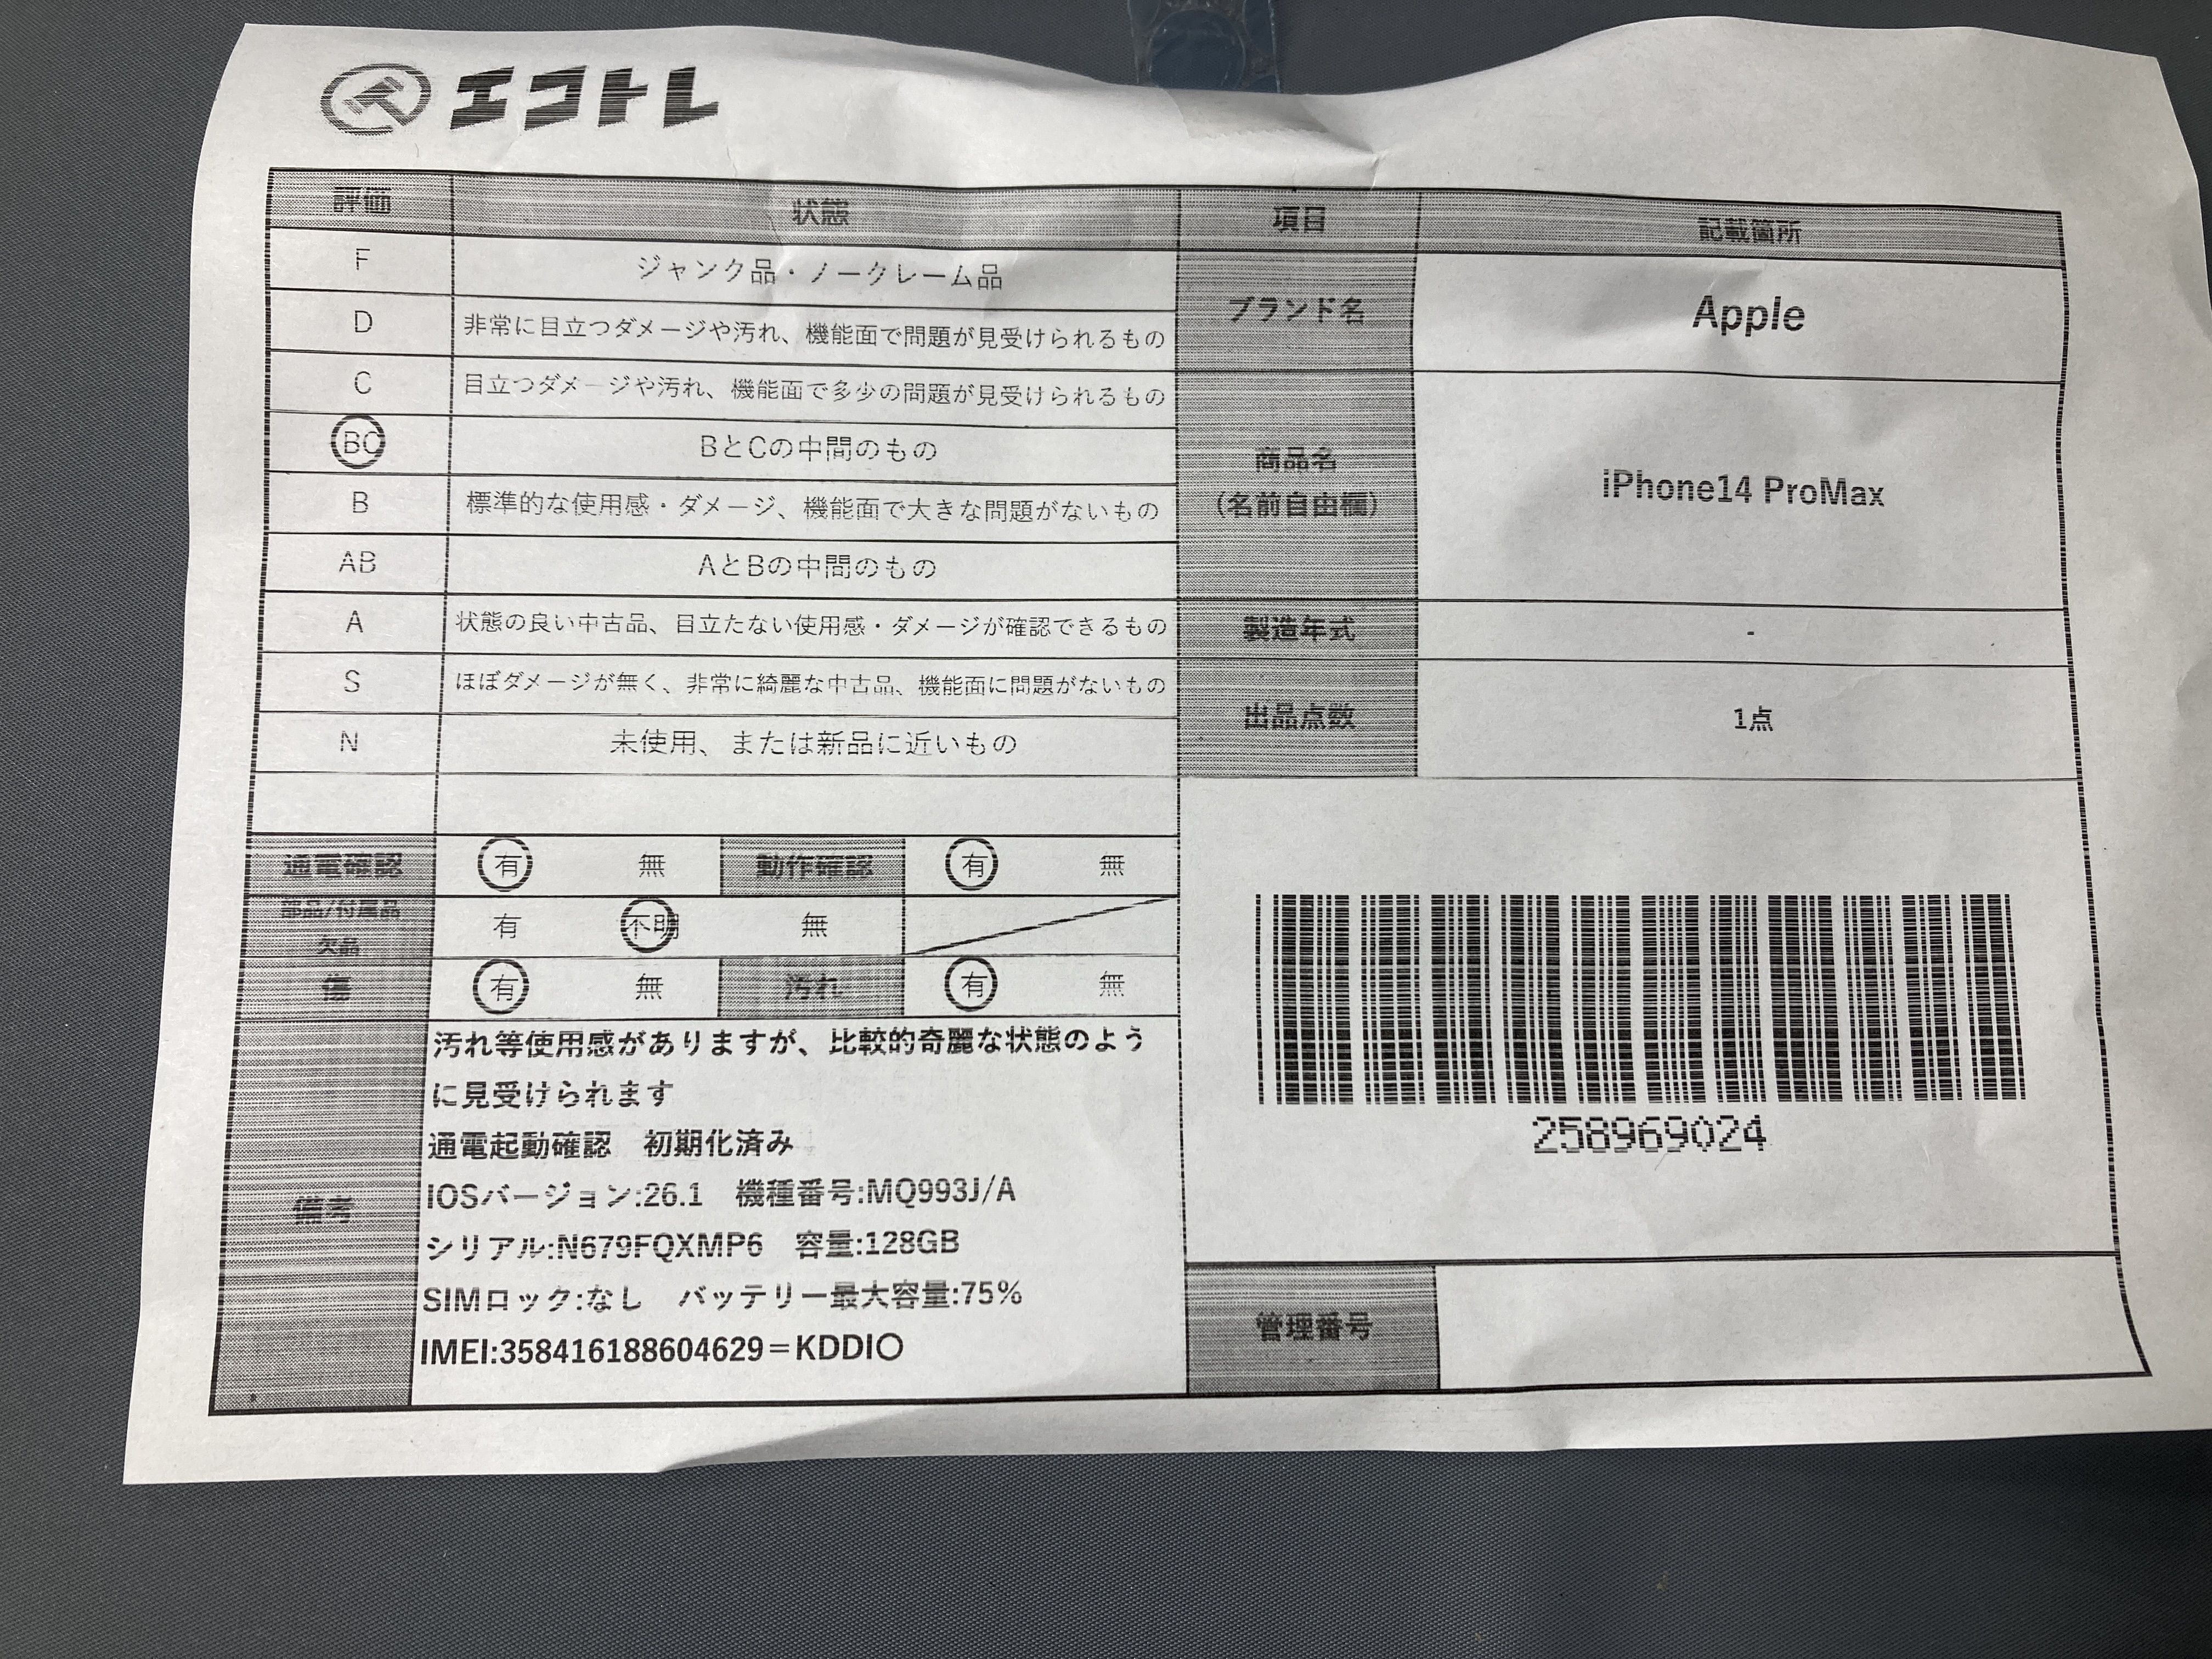 エコトレ
評価 状態
F ジャンク品・ノークレーム品
D 非常に目立つダメージや汚れ、機能面で問題が見受けられるもの
C 目立つダメージや汚れ、機能面で多少の問題が見受けられるもの
BC BとCの中間のもの
B 標準的な使用感・ダメージ、機能面で大きな問題がないもの
AB AとBの中間のもの
A 状態の良い中古品、目立たない使用感・ダメージが確認できるもの
S ほぼダメージが無く、非常に綺麗な中古品、機能面に問題がないもの
N 未使用、または新品に近いもの
通電確認 有 無 動作確認 有 無
部品/付属品
欠品 有 不明 無
傷 有 無 汚れ 有 無
備考
汚れ等使用感がありますが、比較的奇麗な状態のよう
に見受けられます
通電起動確認 初期化済み
IOSバージョン:26.1 機種番号:MQ993J/A
シリアル:N679FQXMP6 容量:128GB
SIMロック:なし バッテリー最大容量:75%
IMEI:358416188604629=KDDI〇
項目 記載箇所
ブランド名 Apple
商品名
(名前自由欄) iPhone14 ProMax
製造年式 -
出品点数 1点
258969024
管理番号